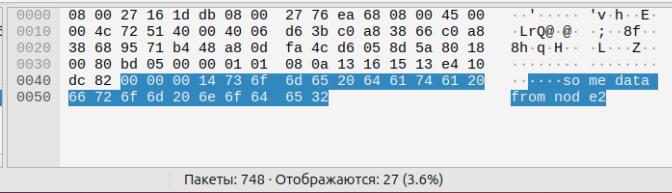 0000 08 00 27 16 1d db 08 00 27 76 ea 68 08 00 45 00 ··'····· 'v·h··E·
0010 00 4c 72 51 40 00 40 06 d6 3b c0 a8 38 66 c0 a8 ·LrQ@·@· ·;··8f··
0020 38 68 95 71 b4 48 a8 0d fa 4c d6 05 8d 5a 80 18 8h·q·H·· ·L···Z··
0030 00 80 bd 05 00 00 01 01 08 0a 13 16 15 13 e4 10 ········ ········
0040 dc 82 00 00 00 14 73 6f 6d 65 20 64 61 74 61 20 ······so me data 
0050 66 72 6f 6d 20 6e 6f 64 65 32 from nod e2
Пакеты: 748 · Отображаются: 27 (3.6%)